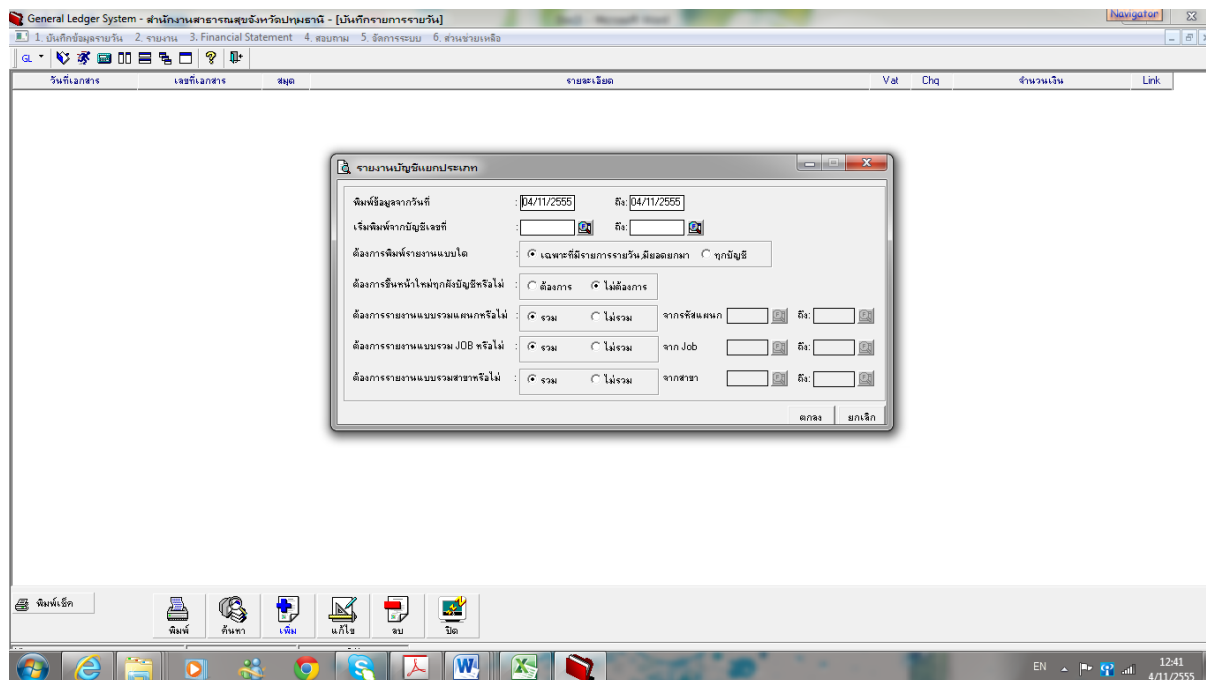 General Ledger System - สำนักงานสาธารณสุขจังหวัดปทุมธานี - [บันทึกรายการรายวัน]
Navigator
1. บันทึกข้อมูลรายวัน 2. รายงาน 3. Financial Statement 4. สอบถาม 5. จัดการระบบ 6. ส่วนช่วยเหลือ
GL
วันที่เอกสาร เลขที่เอกสาร สมุด รายละเอียด Vat Chq จำนวนเงิน Link
รายงานบัญชีแยกประเภท
พิมพ์ข้อมูลจากวันที่ : 04/11/2555 ถึง: 04/11/2555
เริ่มพิมพ์จากบัญชีเลขที่ : ถึง:
ต้องการพิมพ์รายงานแบบใด : เฉพาะที่มีรายการรายวัน,มียอดยกมา ทุกบัญชี
ต้องการขึ้นหน้าใหม่ทุกผังบัญชีหรือไม่ : ต้องการ ไม่ต้องการ
ต้องการรายงานแบบรวมแผนกหรือไม่ : รวม ไม่รวม จากรหัสแผนก ถึง:
ต้องการรายงานแบบรวม JOB หรือไม่ : รวม ไม่รวม จาก Job ถึง:
ต้องการรายงานแบบรวมสาขาหรือไม่ : รวม ไม่รวม จากสาขา ถึง:
ตกลง ยกเลิก
พิมพ์เช็ค
พิมพ์ ค้นหา เพิ่ม แก้ไข ลบ ปิด
EN 12:41
4/11/2555